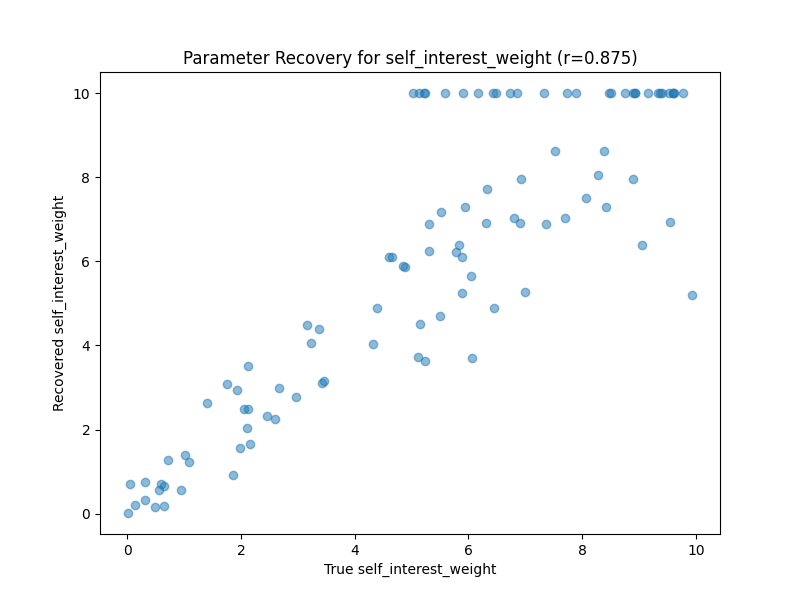 Parameter Recovery for self_interest_weight (r=0.875)
Recovered self_interest_weight
10
8
6
4
2
0
0 2 4 6 8 10
True self_interest_weight